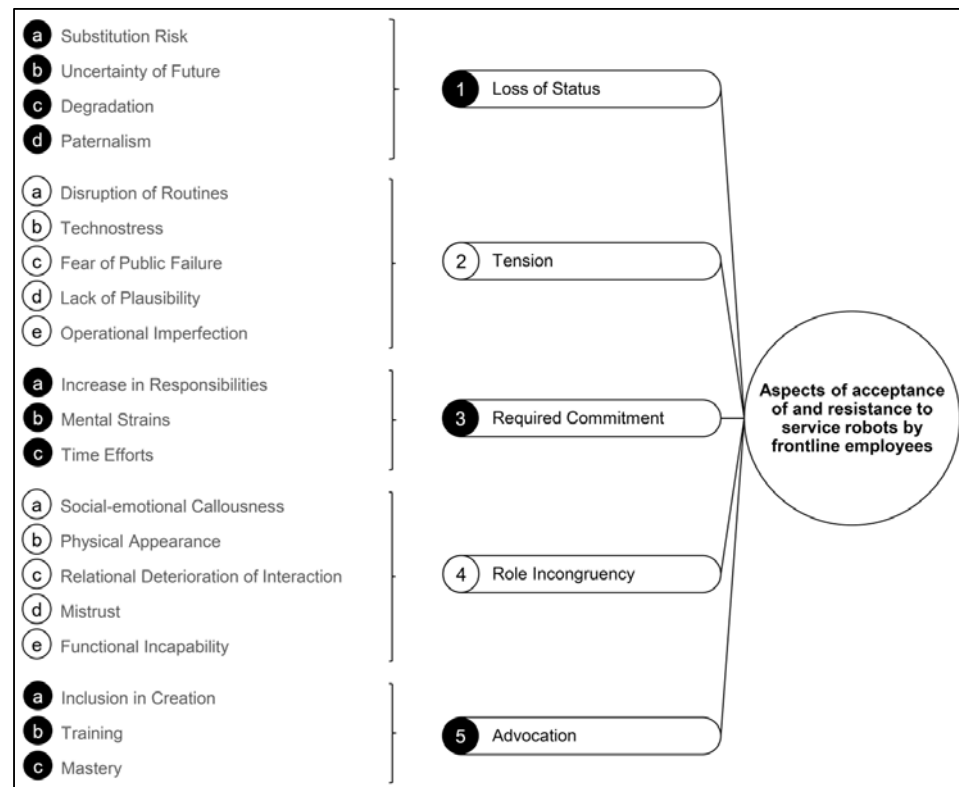 a Substitution Risk
b Uncertainty of Future
c Degradation
d Paternalism
1 Loss of Status
a Disruption of Routines
b Technostress
c Fear of Public Failure
d Lack of Plausibility
e Operational Imperfection
2 Tension
a Increase in Responsibilities
b Mental Strains
c Time Efforts
3 Required Commitment
a Social-emotional Callousness
b Physical Appearance
c Relational Deterioration of Interaction
d Mistrust
e Functional Incapability
4 Role Incongruency
a Inclusion in Creation
b Training
c Mastery
5 Advocation
Aspects of acceptance
of and resistance to
service robots by
frontline employees